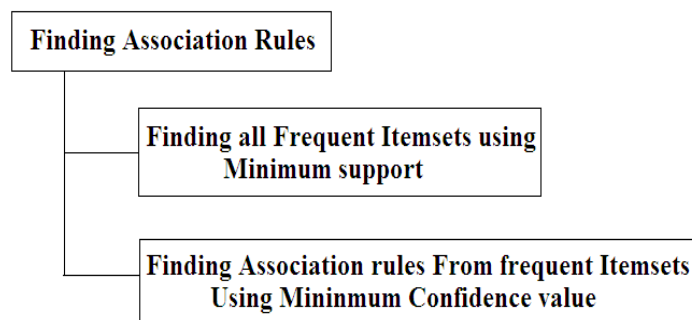 Finding Association Rules
Finding all Frequent Itemsets using
Minimum support
Finding Association rules From frequent Itemsets
Using Mininmum Confidence value